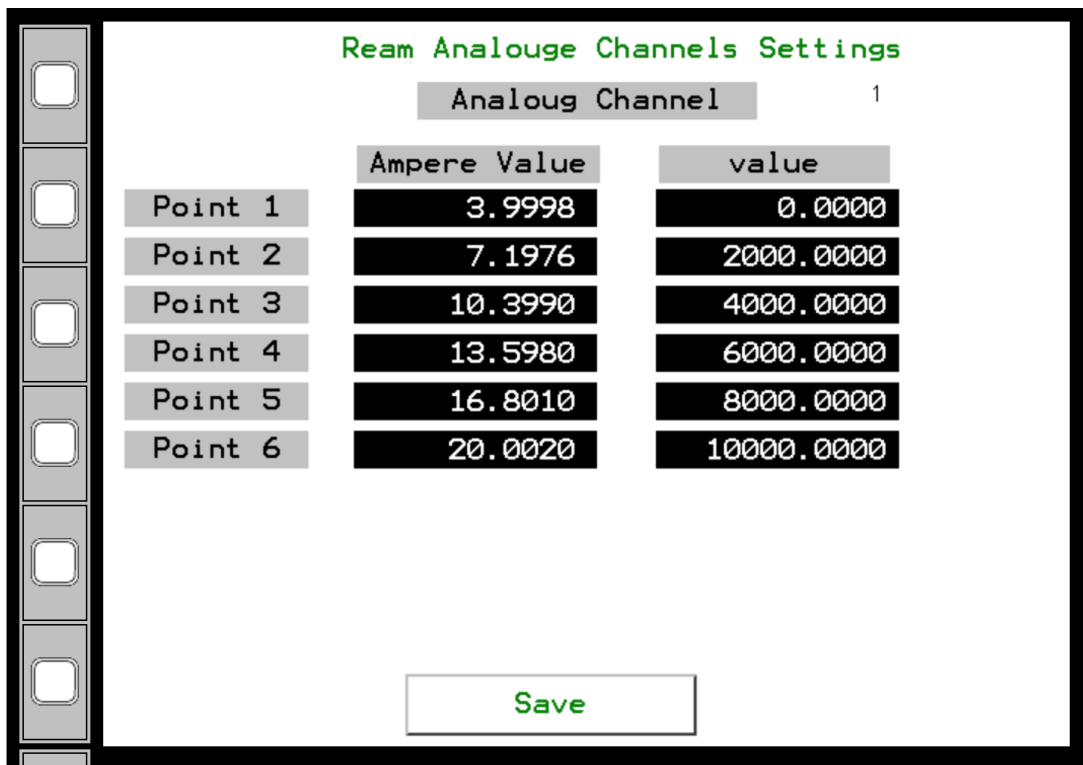 Ream Analouge Channels Settings
Analoug Channel 1
Ampere Value value
Point 1 3.9998 0.0000
Point 2 7.1976 2000.0000
Point 3 10.3990 4000.0000
Point 4 13.5980 6000.0000
Point 5 16.8010 8000.0000
Point 6 20.0020 10000.0000
Save